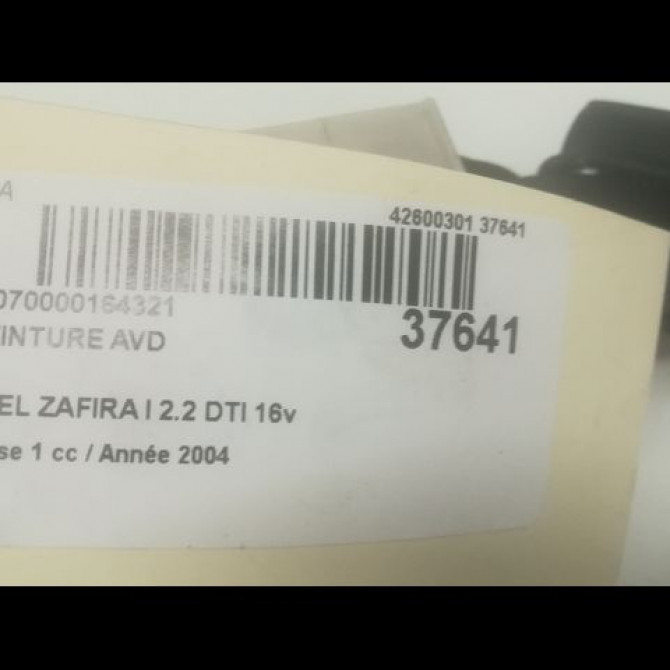 A
42600301 37641
070000164321
37641
INTURE AVD
EL ZAFIRA I 2.2 DTI 16v
se 1 cc / Année 2004